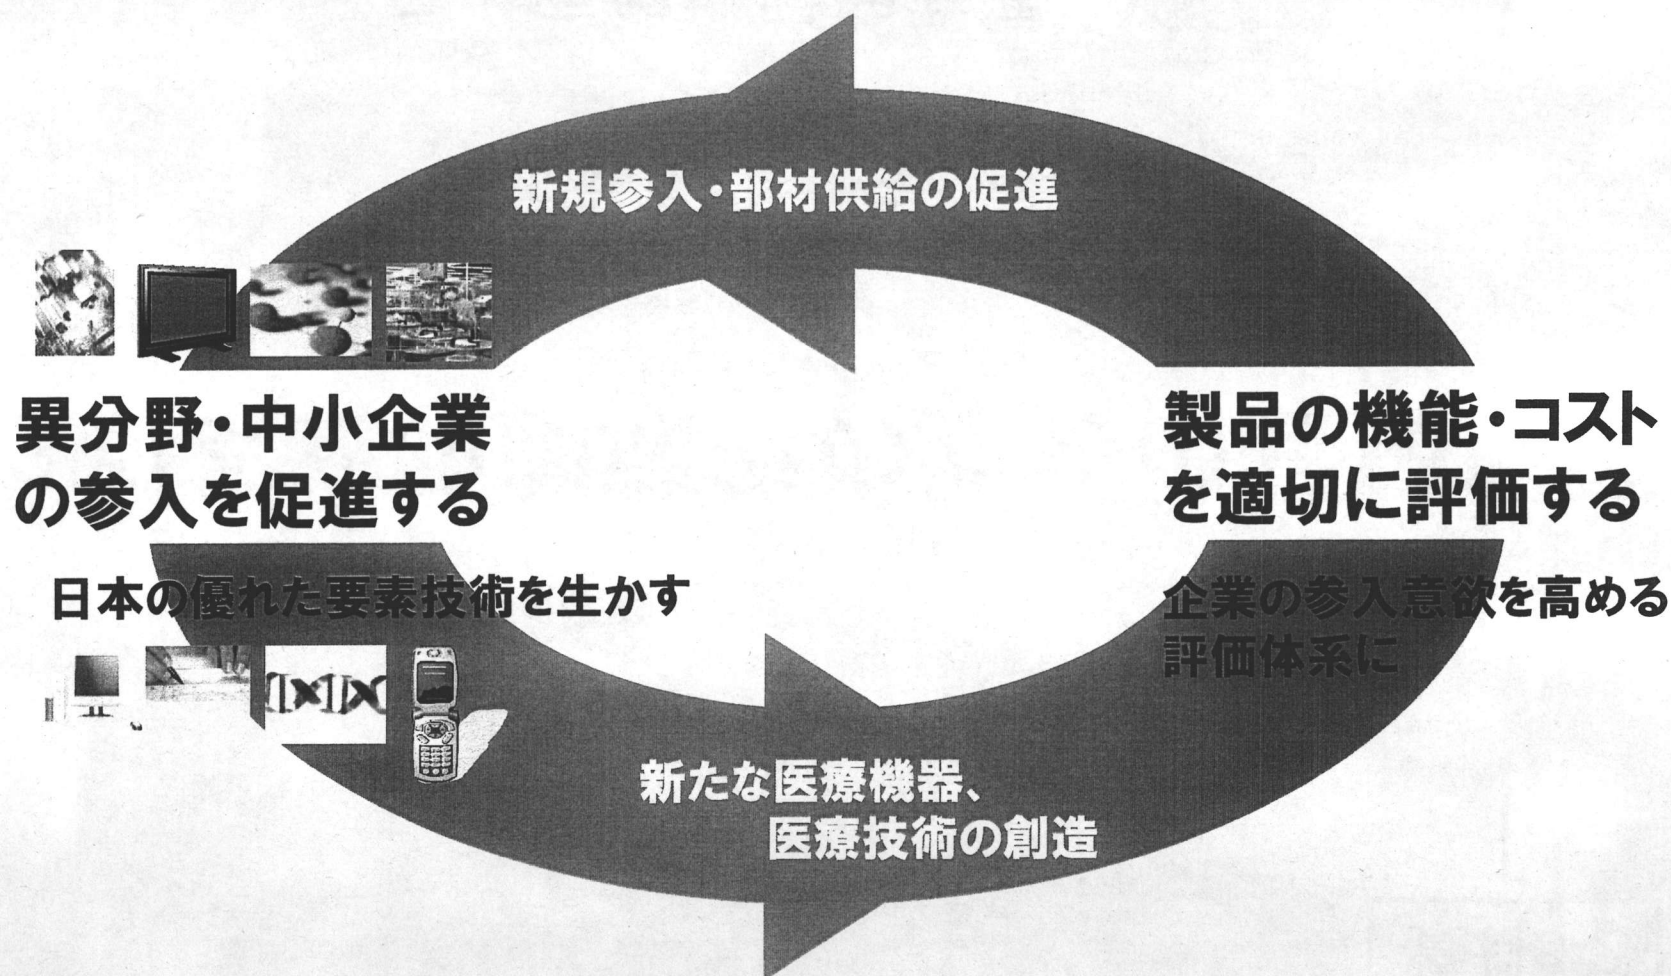 新規参入・部材供給の促進
異分野・中小企業
の参入を促進する
日本の優れた要素技術を生かす
製品の機能・コスト
を適切に評価する
企業の参入意欲を高める
評価体系に
新たな医療機器、
医療技術の創造